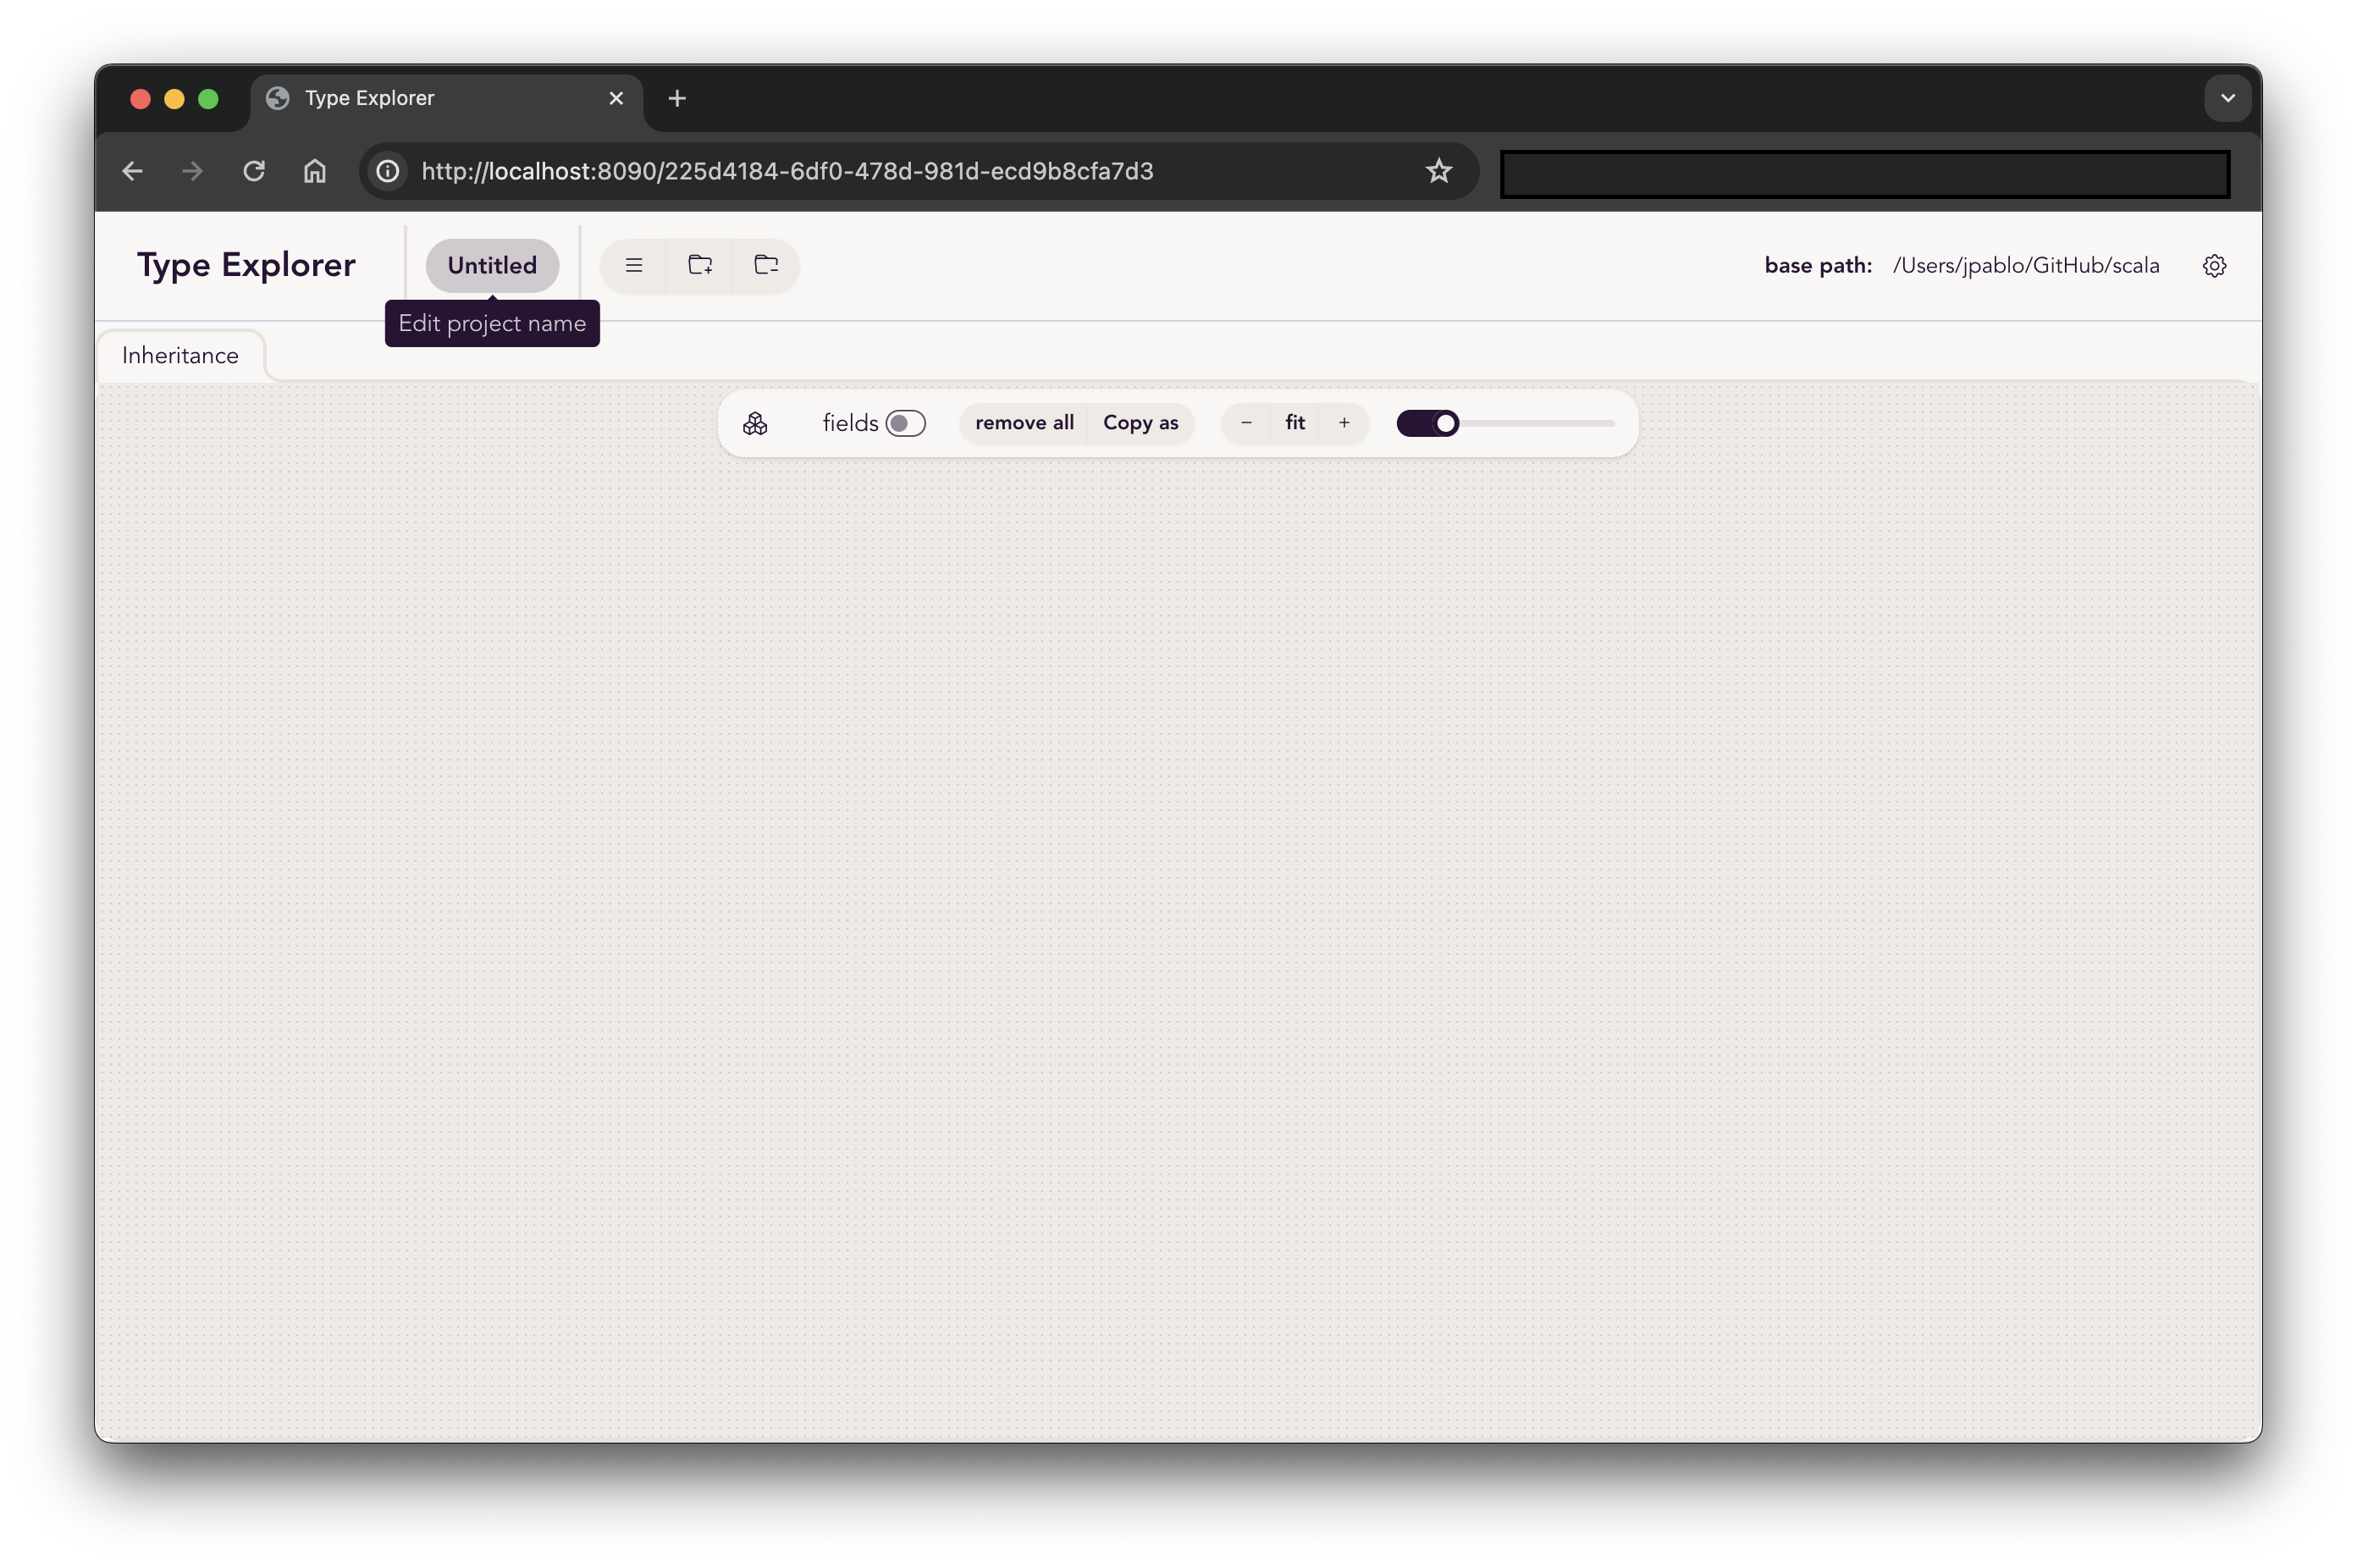 Type Explorer
http://localhost:8090/225d4184-6df0-478d-981d-ecd9b8cfa7d3
Type Explorer
Untitled
base path: /Users/jpablo/GitHub/scala
Edit project name
Inheritance
fields remove all Copy as − fit +